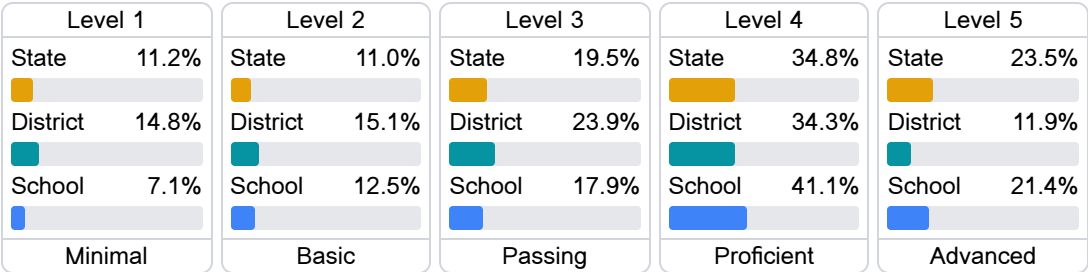 Level 1
State 11.2%
District 14.8%
School 7.1%
Minimal
Level 2
State 11.0%
District 15.1%
School 12.5%
Basic
Level 3
State 19.5%
District 23.9%
School 17.9%
Passing
Level 4
State 34.8%
District 34.3%
School 41.1%
Proficient
Level 5
State 23.5%
District 11.9%
School 21.4%
Advanced